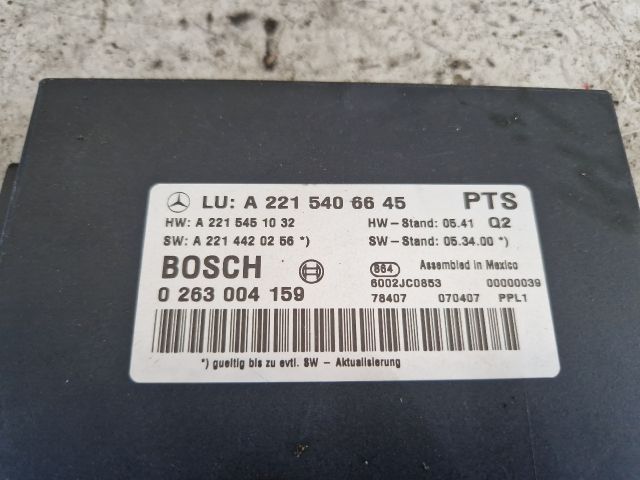 LU: A 221 540 66 45 PTS
HW: A 221 545 10 32 HW-Stand: 05.41 Q2
SW: A 221 442 02 56 *) SW-Stand: 05.34.00 *)
BOSCH 864 Assembled in Mexico
6002JC0853 00000039
0 263 004 159 78407 070407 PPL1
*) gueltig bis zu evtl. SW - Aktualisierung